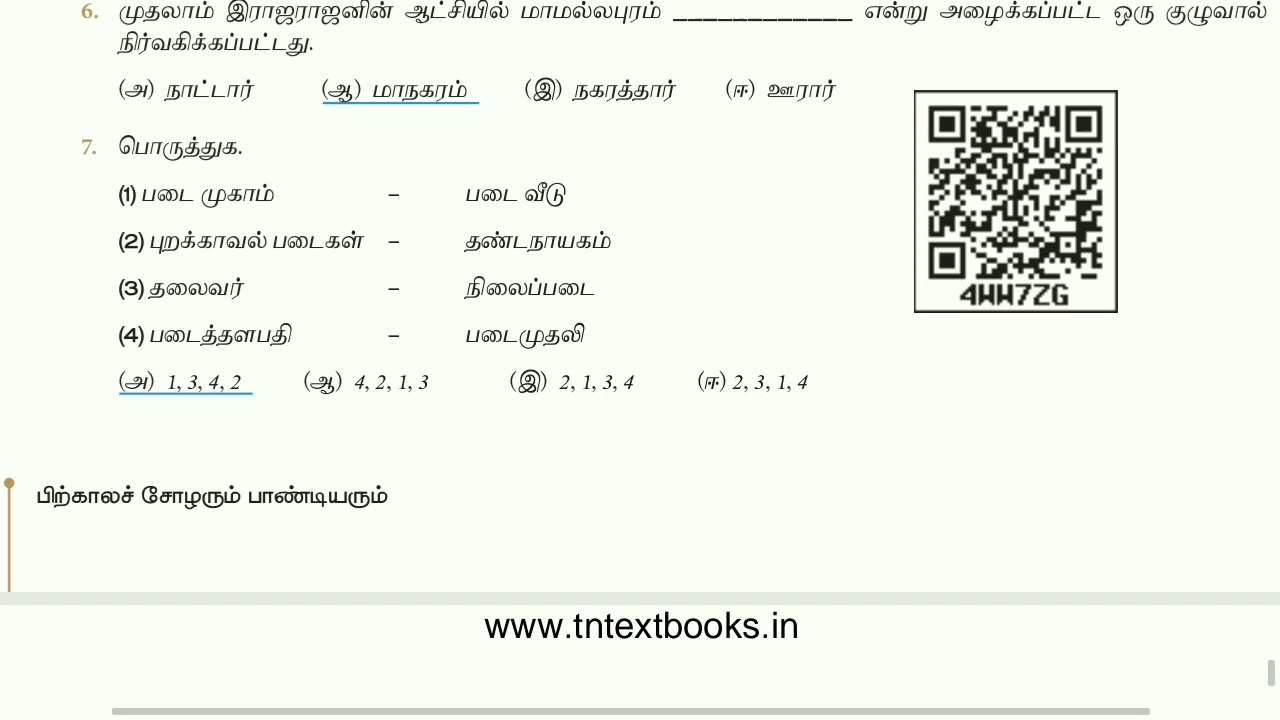 6. முதலாம் இராஜராஜனின் ஆட்சியில் மாமல்லபுரம் ____________ என்று அழைக்கப்பட்ட ஒரு குழுவால்
நிர்வகிக்கப்பட்டது.
(அ) நாட்டார் (ஆ) மாநகரம் (இ) நகரத்தார் (ஈ) ஊரார்
7. பொருத்துக.
(1) படை முகாம் – படை வீடு
(2) புறக்காவல் படைகள் – தண்டநாயகம்
(3) தலைவர் – நிலைப்படை
(4) படைத்தளபதி – படைமுதலி
(அ) 1, 3, 4, 2 (ஆ) 4, 2, 1, 3 (இ) 2, 1, 3, 4 (ஈ) 2, 3, 1, 4
4WW7ZG
பிற்காலச் சோழரும் பாண்டியரும்
www.tntextbooks.in